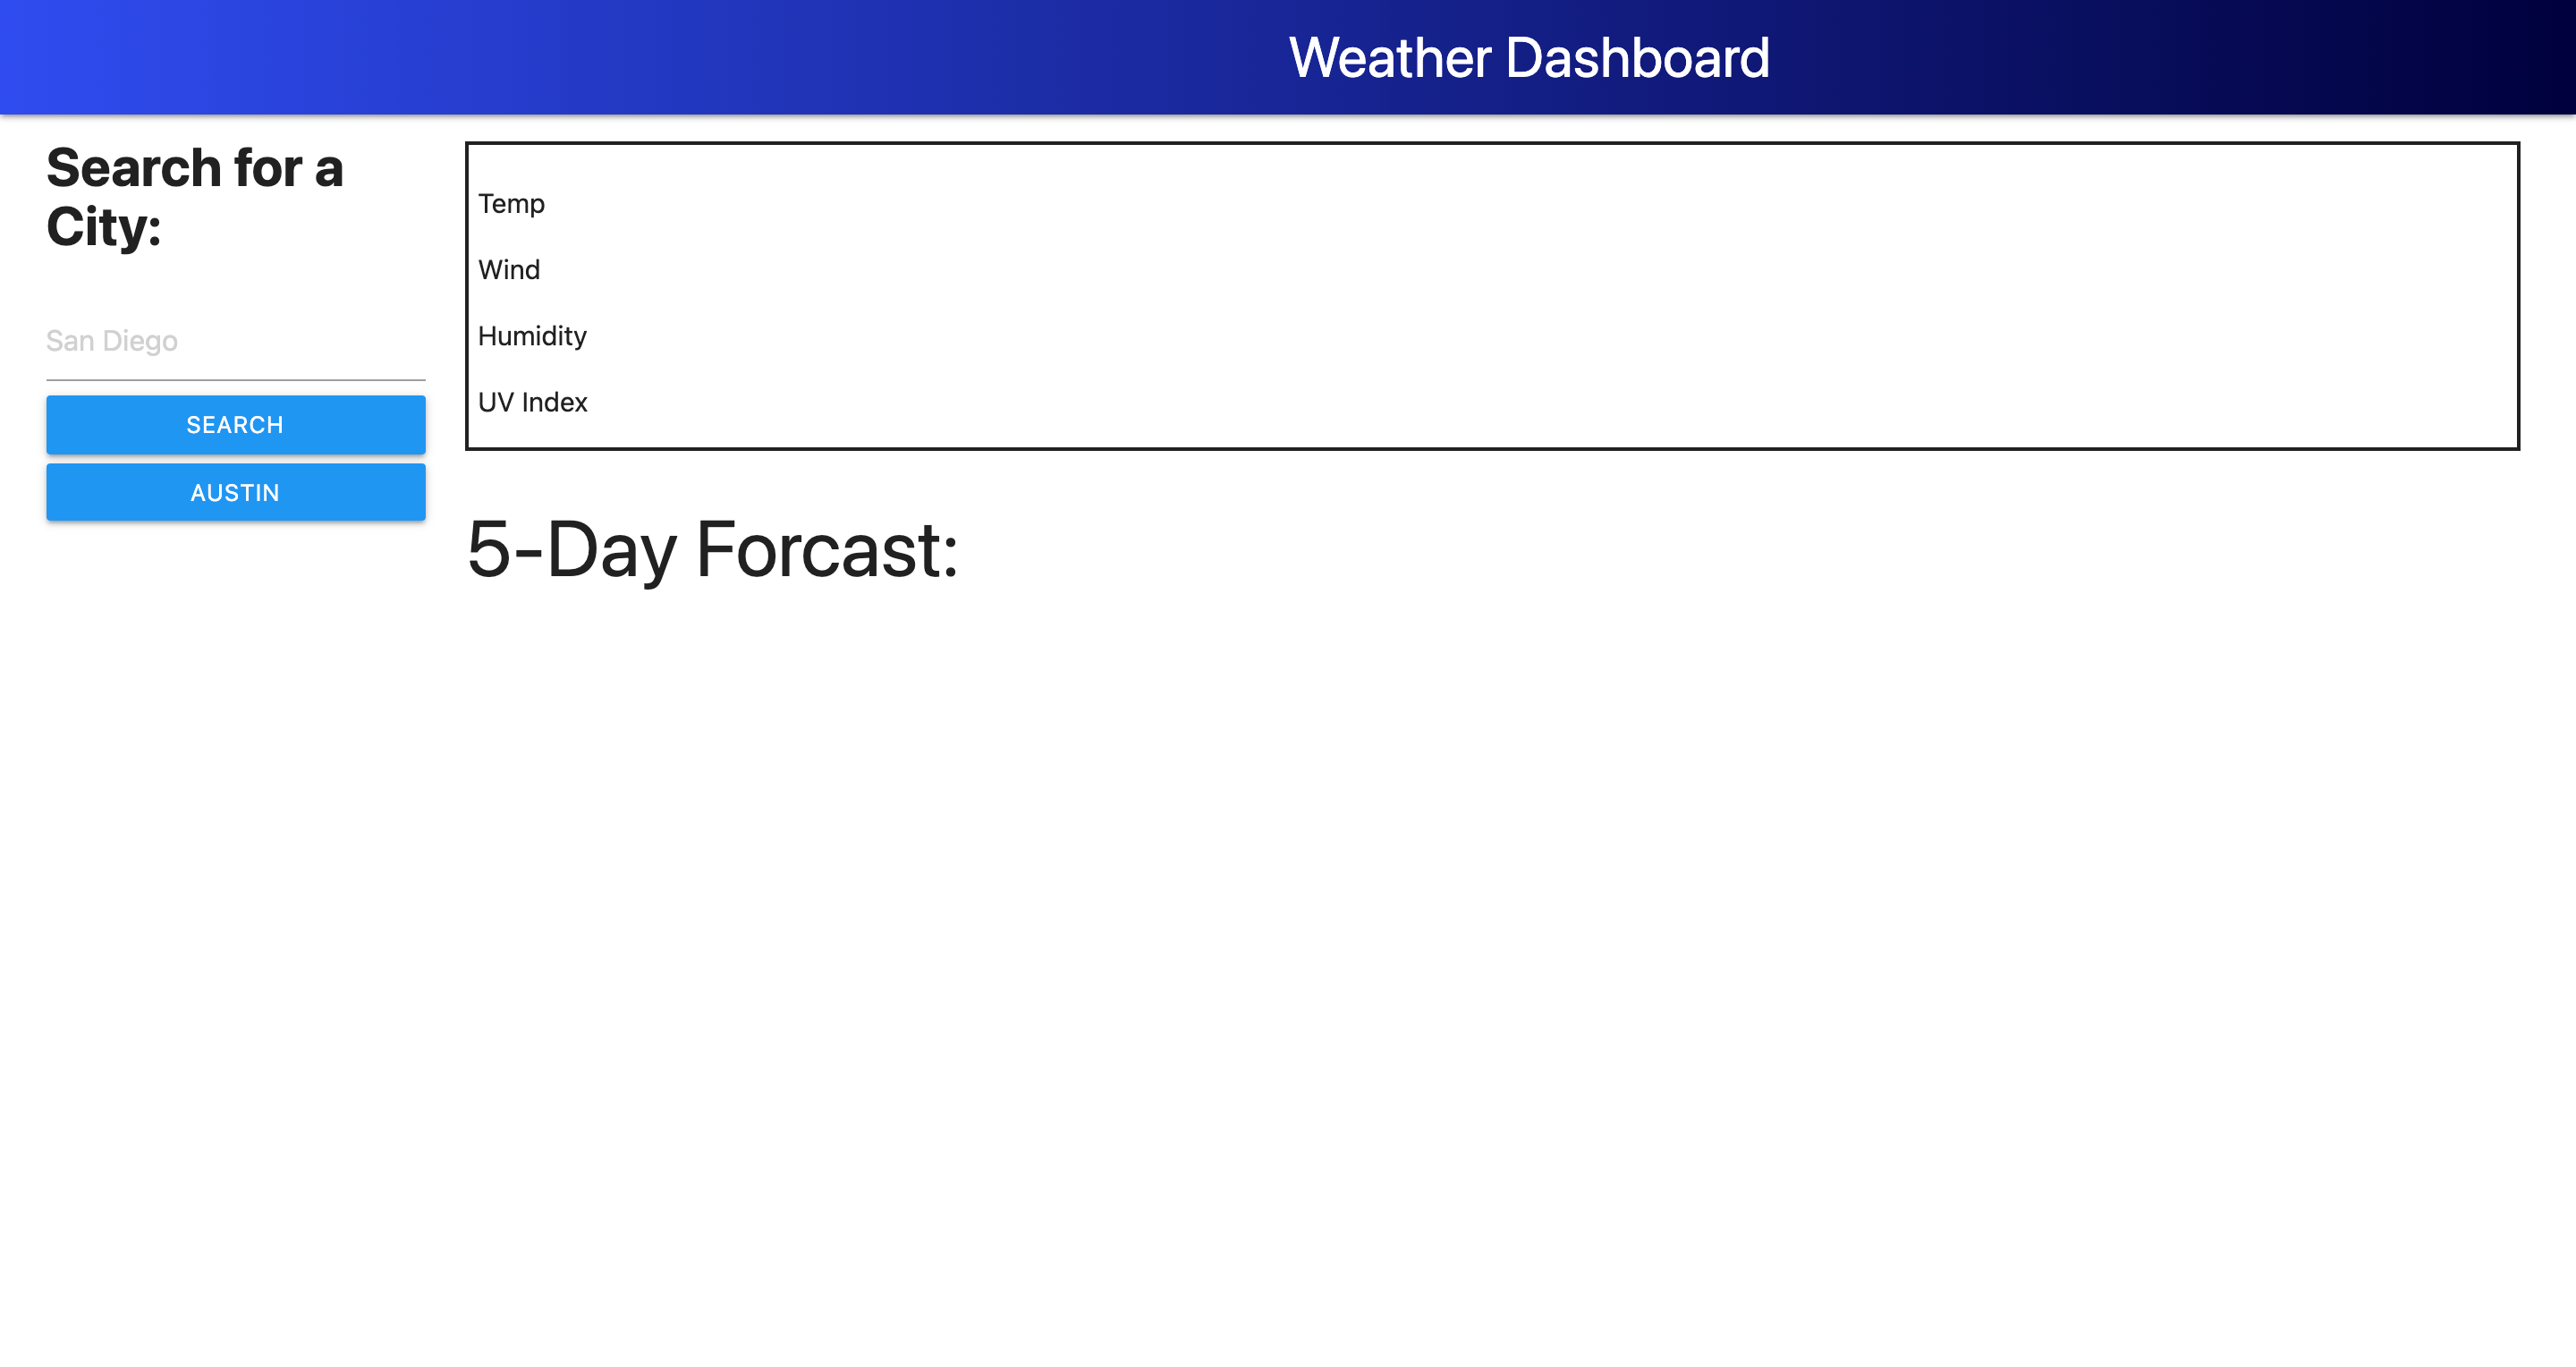 Weather Dashboard
Search for a
City:
San Diego
SEARCH
AUSTIN
Temp
Wind
Humidity
UV Index
5-Day Forcast: